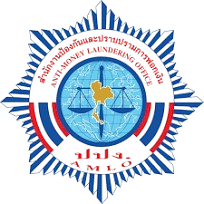 สำนักงานป้องกันและปราบปรามการฟอกเงิน
ANTI-MONEY LAUNDERING OFFICE
ปปง.
AMLO